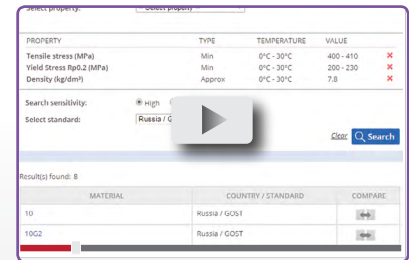 Select property:
PROPERTY TYPE TEMPERATURE VALUE
Tensile stress (MPa) Min 0°C - 30°C 400 - 410
Yield Stress Rp0.2 (MPa) Min 0°C - 30°C 200 - 230
Density (kg/dm³) Approx 0°C - 30°C 7.8
Search sensitivity: High
Select standard: Russia /
Clear Search
Result(s) found: 8
MATERIAL COUNTRY / STANDARD COMPARE
10 Russia / GOST
10G2 Russia / GOST